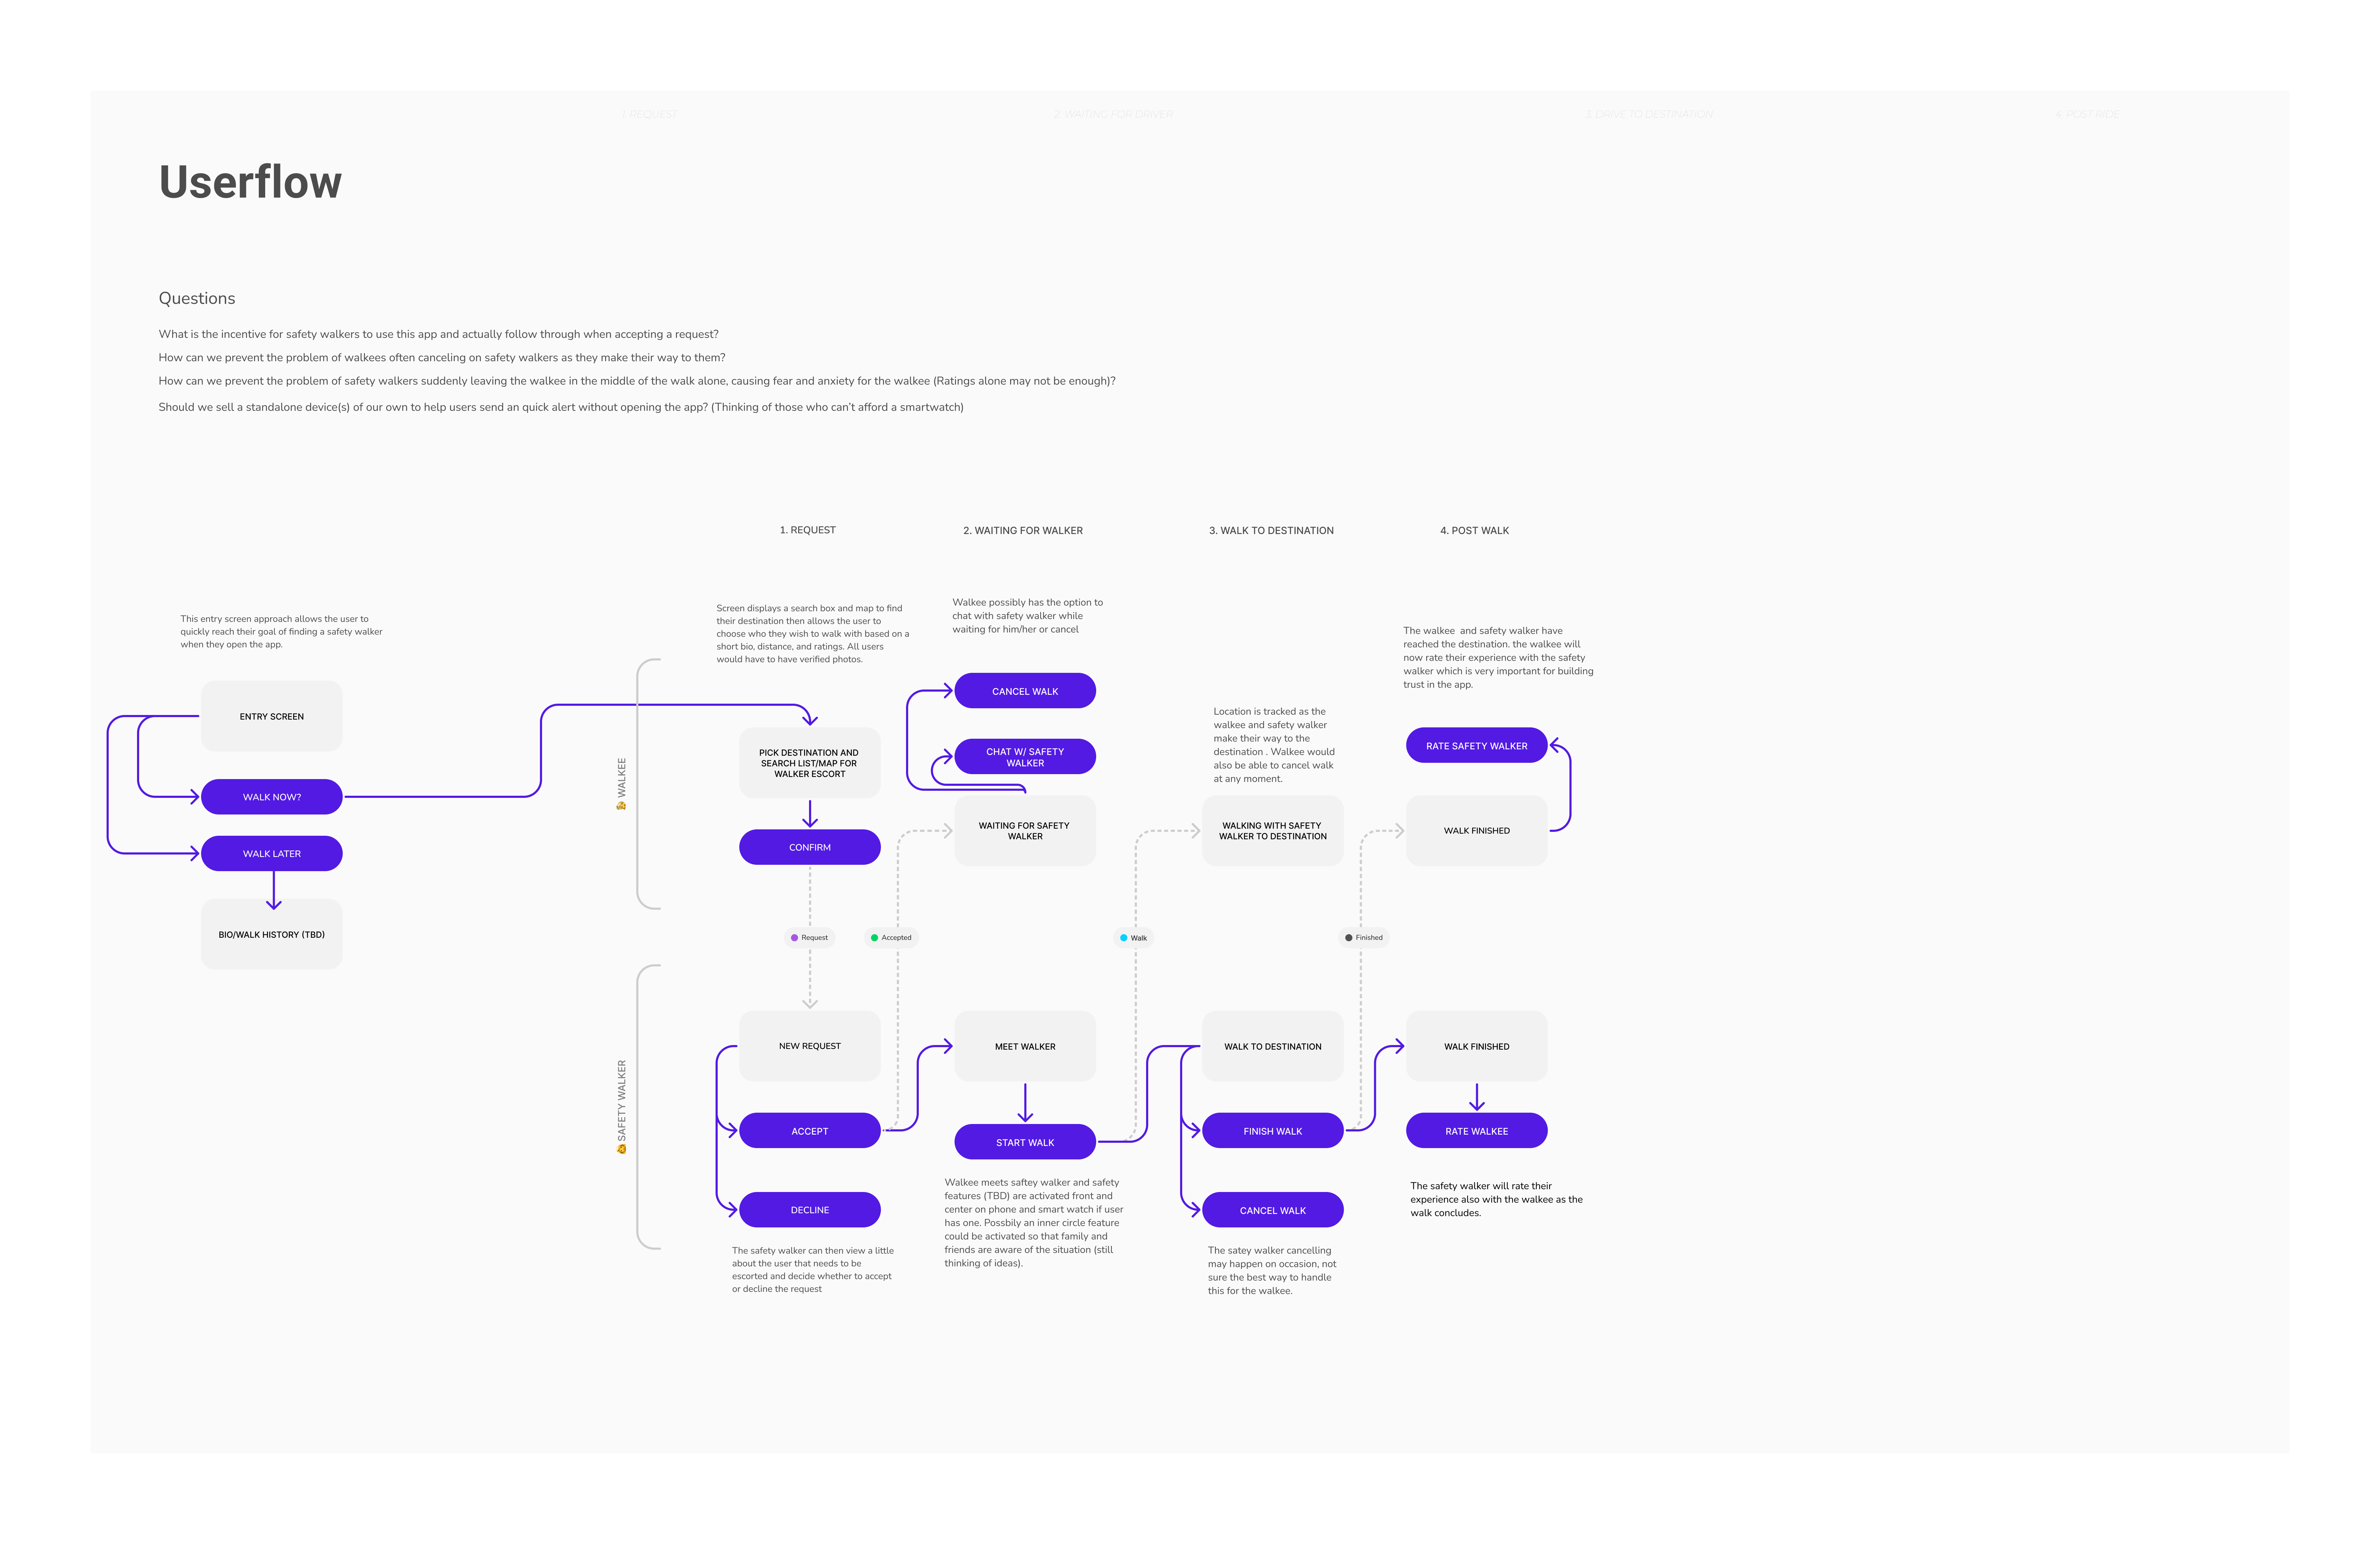 1. REQUEST
2. WAITING FOR DRIVER
3. DRIVE TO DESTINATION
4. POST RIDE
Userflow
Questions
What is the incentive for safety walkers to use this app and actually follow through when accepting a request?
How can we prevent the problem of walkees often canceling on safety walkers as they make their way to them?
How can we prevent the problem of safety walkers suddenly leaving the walkee in the middle of the walk alone, causing fear and anxiety for the walkee (Ratings alone may not be enough)?
Should we sell a standalone device(s) of our own to help users send an quick alert without opening the app? (Thinking of those who can't afford a smartwatch)
1. REQUEST
2. WAITING FOR WALKER
3. WALK TO DESTINATION
4. POST WALK
This entry screen approach allows the user to
quickly reach their goal of finding a safety walker
when they open the app.
ENTRY SCREEN
WALK NOW?
WALK LATER
BIO/WALK HISTORY (TBD)
WALKEE
Screen displays a search box and map to find
their destination then allows the user to
choose who they wish to walk with based on a
short bio, distance, and ratings. All users
would have to have verified photos.
PICK DESTINATION AND
SEARCH LIST/MAP FOR
WALKER ESCORT
CONFIRM
Walkee possibly has the option to
chat with safety walker while
waiting for him/her or cancel
CANCEL WALK
CHAT W/ SAFETY
WALKER
WAITING FOR SAFETY
WALKER
Location is tracked as the
walkee and safety walker
make their way to the
destination . Walkee would
also be able to cancel walk
at any moment.
WALKING WITH SAFETY
WALKER TO DESTINATION
The walkee  and safety walker have
reached the destination. the walkee will
now rate their experience with the safety
walker which is very important for building
trust in the app.
RATE SAFETY WALKER
WALK FINISHED
Request
Accepted
Walk
Finished
SAFETY WALKER
NEW REQUEST
ACCEPT
DECLINE
The safety walker can then view a little
about the user that needs to be
escorted and decide whether to accept
or decline the request
MEET WALKER
START WALK
Walkee meets saftey walker and safety
features (TBD) are activated front and
center on phone and smart watch if user
has one. Possbily an inner circle feature
could be activated so that family and
friends are aware of the situation (still
thinking of ideas).
WALK TO DESTINATION
FINISH WALK
CANCEL WALK
The satey walker cancelling
may happen on occasion, not
sure the best way to handle
this for the walkee.
WALK FINISHED
RATE WALKEE
The safety walker will rate their
experience also with the walkee as the
walk concludes.